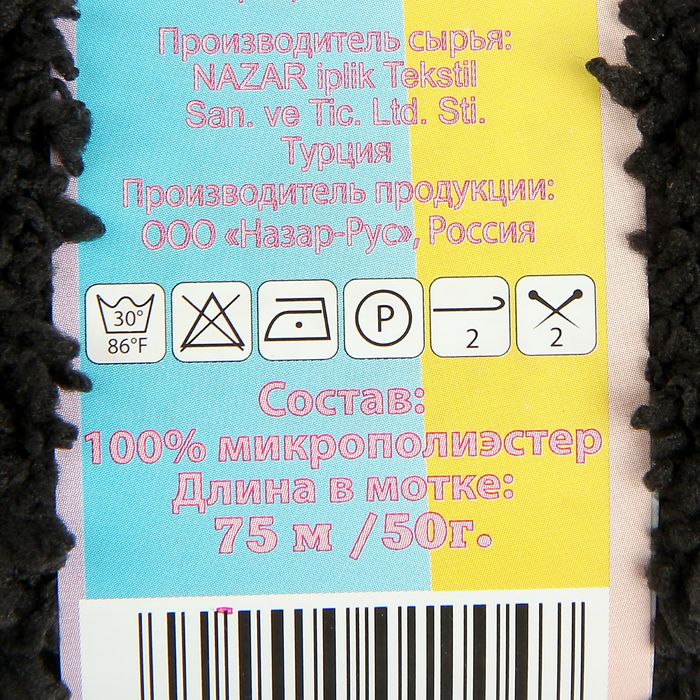 Производитель сырья:
NAZAR iplik Tekstil
San. ve Tic. Ltd. Sti.
Турция
Производитель продукции:
ООО «Назар-Рус», Россия
30°
86°F
P
2
2
Состав:
100% микрополиэстер
Длина в мотке:
75 м /50г.